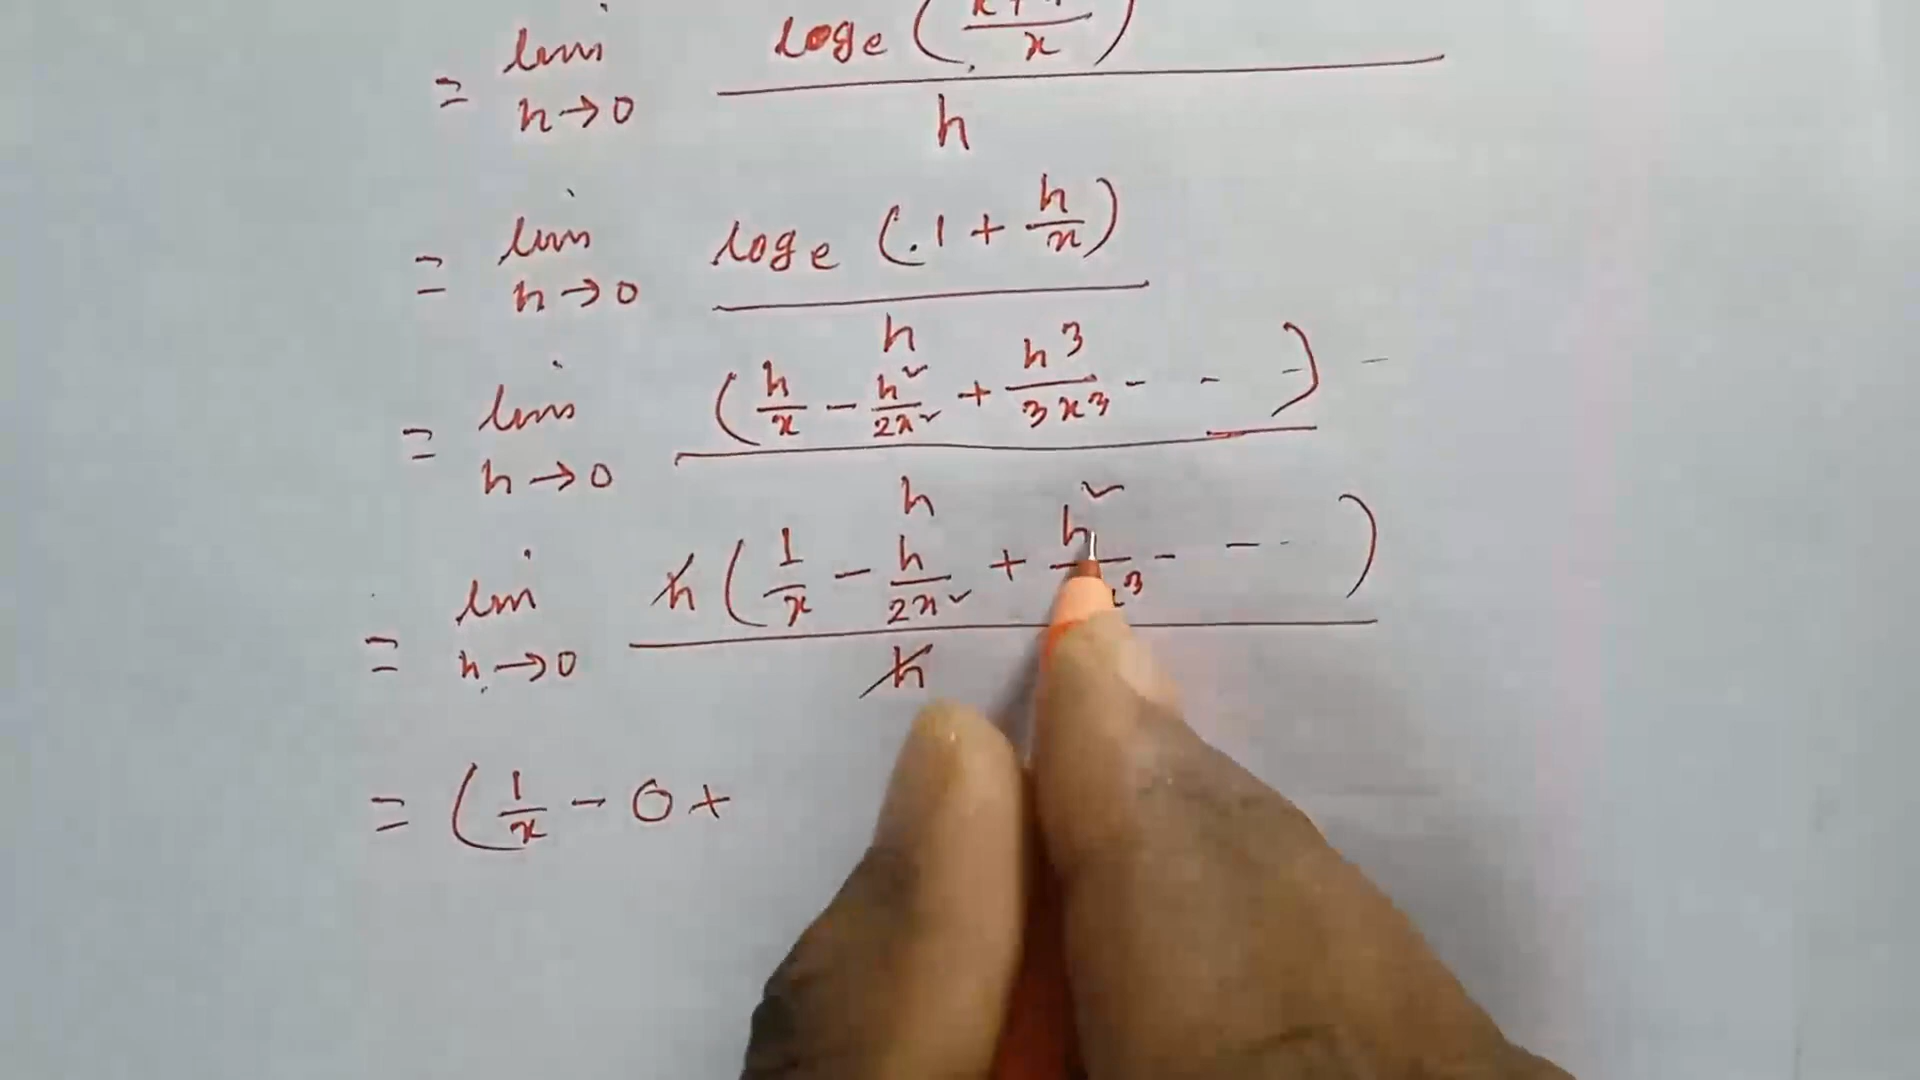 = lim h→0 loge (x+h/x) / h
= lim h→0 loge (.1 + h/x) / h
= lim h→0 (h/x - h²/2x² + h³/3x³ - - - ) / h
= lim h→0 h(1/x - h/2x² + h²/x³ - - - ) / h
= (1/x - 0 +